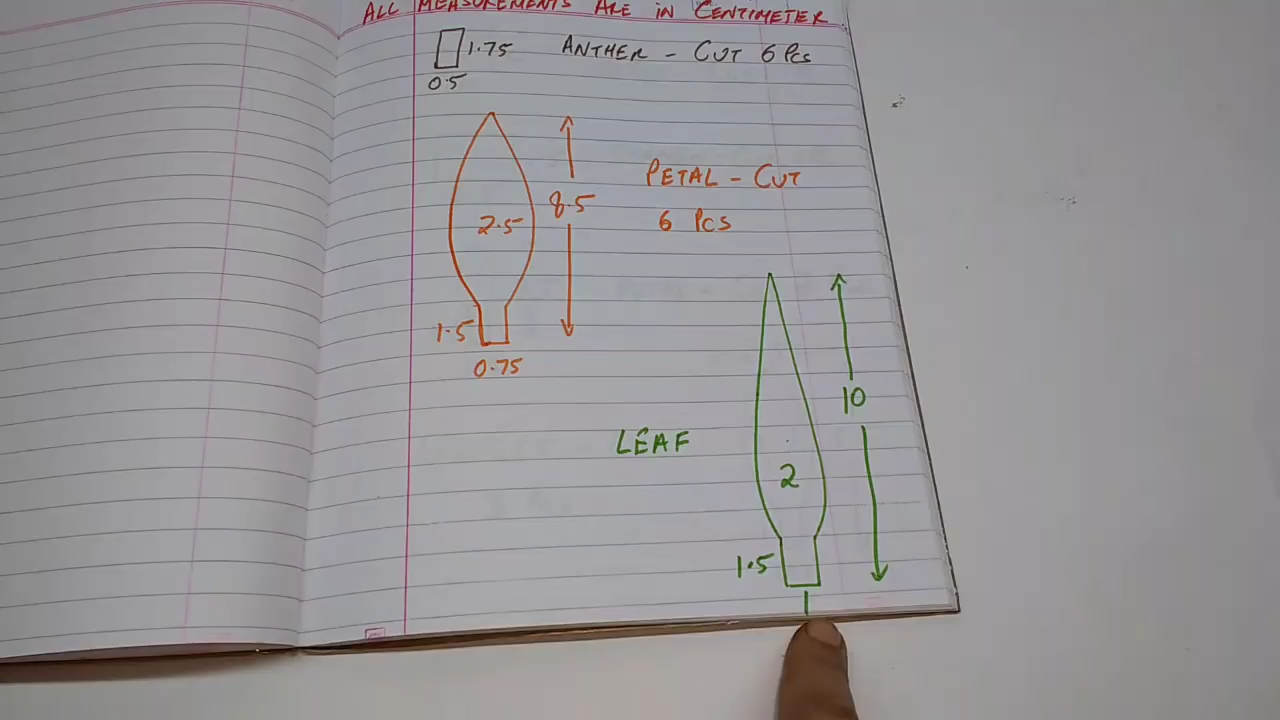 ALL MEASUREMENTS ARE IN CENTIMETER
1.75 ANTHER - CUT 6 Pcs
0.5
PETAL - CUT
6 PCS
8.5
2.5
1.5
0.75
10
LEAF
2
1.5
1